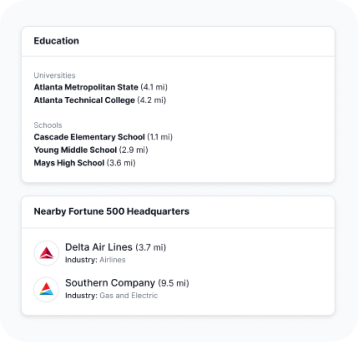 Education
Universities
Atlanta Metropolitan State (4.1 mi)
Atlanta Technical College (4.2 mi)
Schools
Cascade Elementary School (1.1 mi)
Young Middle School (2.9 mi)
Mays High School (3.6 mi)
Nearby Fortune 500 Headquarters
Delta Air Lines (3.7 mi)
Industry: Airlines
Southern Company (9.5 mi)
Industry: Gas and Electric